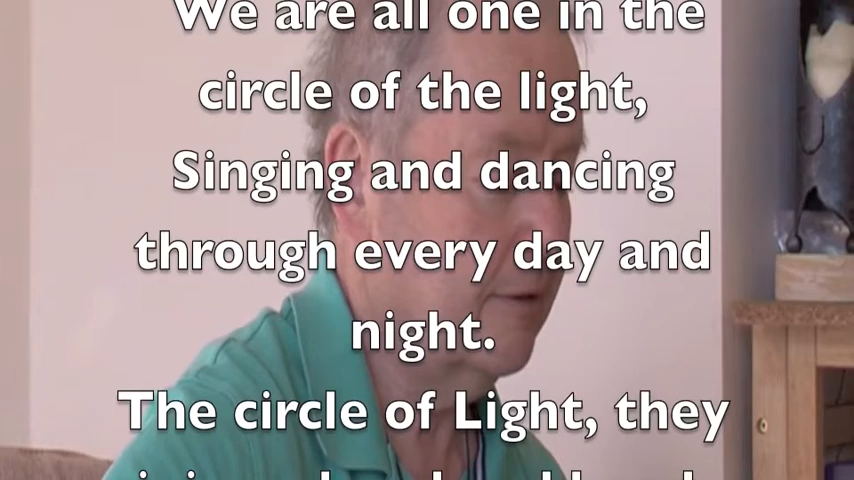 We are all one in the
circle of the light,
Singing and dancing
through every day and
night.
The circle of Light, they